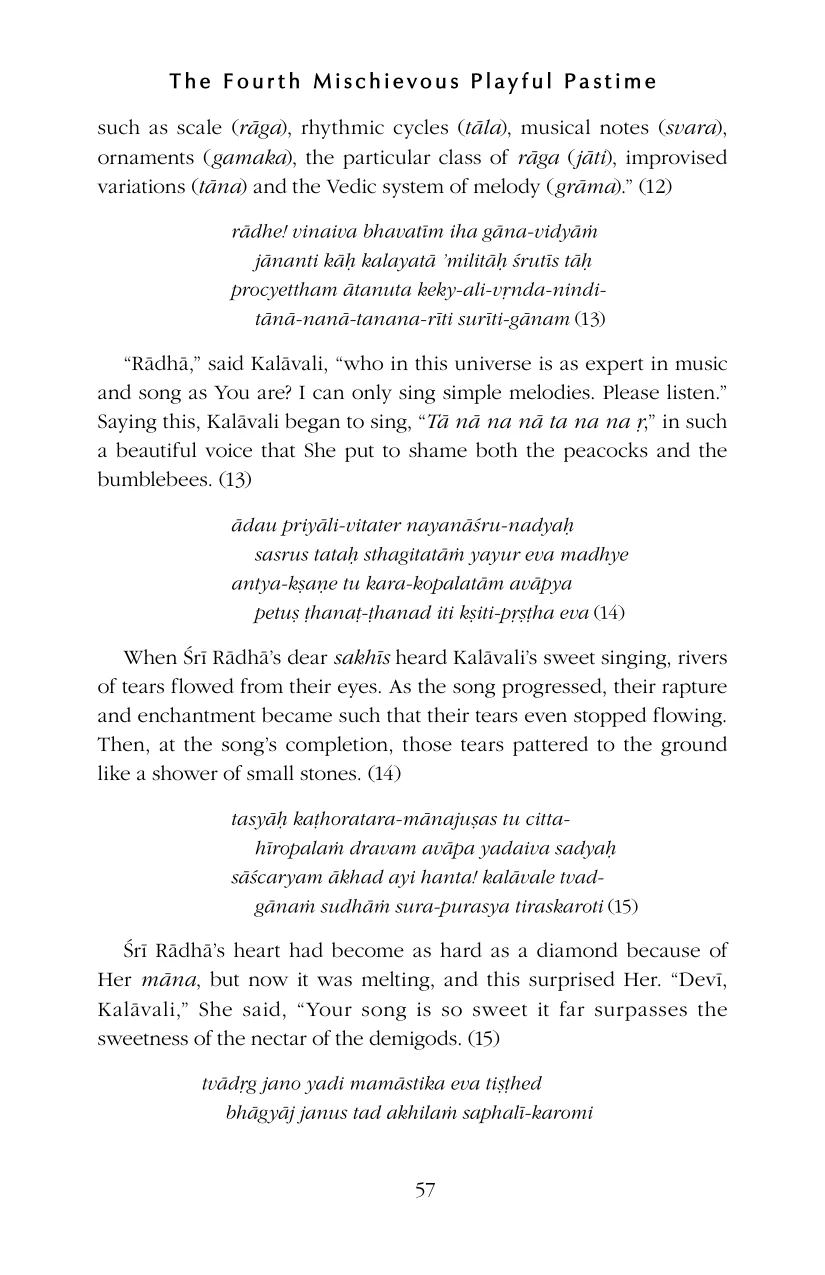 The Fourth Mischievous Playful Pastime
such as scale (rāga), rhythmic cycles (tāla), musical notes (svara),
ornaments (gamaka), the particular class of rāga (jāti), improvised
variations (tāna) and the Vedic system of melody (grāma).” (12)
rādhe! vinaiva bhavatīm iha gāna-vidyāṁ
jānanti kāḥ kalayatā ’militāḥ śrutīs tāḥ
procyettham ātanuta keky-ali-vṛnda-nindi-
tānā-nanā-tanana-rīti surīti-gānam (13)
“Rādhā,” said Kalāvali, “who in this universe is as expert in music
and song as You are? I can only sing simple melodies. Please listen.”
Saying this, Kalāvali began to sing, “Tā nā na nā ta na na ṛ,” in such
a beautiful voice that She put to shame both the peacocks and the
bumblebees. (13)
ādau priyāli-vitater nayanāśru-nadyaḥ
sasrus tataḥ sthagitatāṁ yayur eva madhye
antya-kṣaṇe tu kara-kopalatām avāpya
petuṣ ṭhanaṭ-ṭhanad iti kṣiti-pṛṣṭha eva (14)
When Śrī Rādhā’s dear sakhīs heard Kalāvali’s sweet singing, rivers
of tears flowed from their eyes. As the song progressed, their rapture
and enchantment became such that their tears even stopped flowing.
Then, at the song’s completion, those tears pattered to the ground
like a shower of small stones. (14)
tasyāḥ kaṭhoratara-mānajuṣas tu citta-
hīropalaṁ dravam avāpa yadaiva sadyaḥ
sāścaryam ākhad ayi hanta! kalāvale tvad-
gānaṁ sudhāṁ sura-purasya tiraskaroti (15)
Śrī Rādhā’s heart had become as hard as a diamond because of
Her māna, but now it was melting, and this surprised Her. “Devī,
Kalāvali,” She said, “Your song is so sweet it far surpasses the
sweetness of the nectar of the demigods. (15)
tvādṛg jano yadi mamāstika eva tiṣṭhed
bhāgyāj janus tad akhilaṁ saphalī-karomi
57